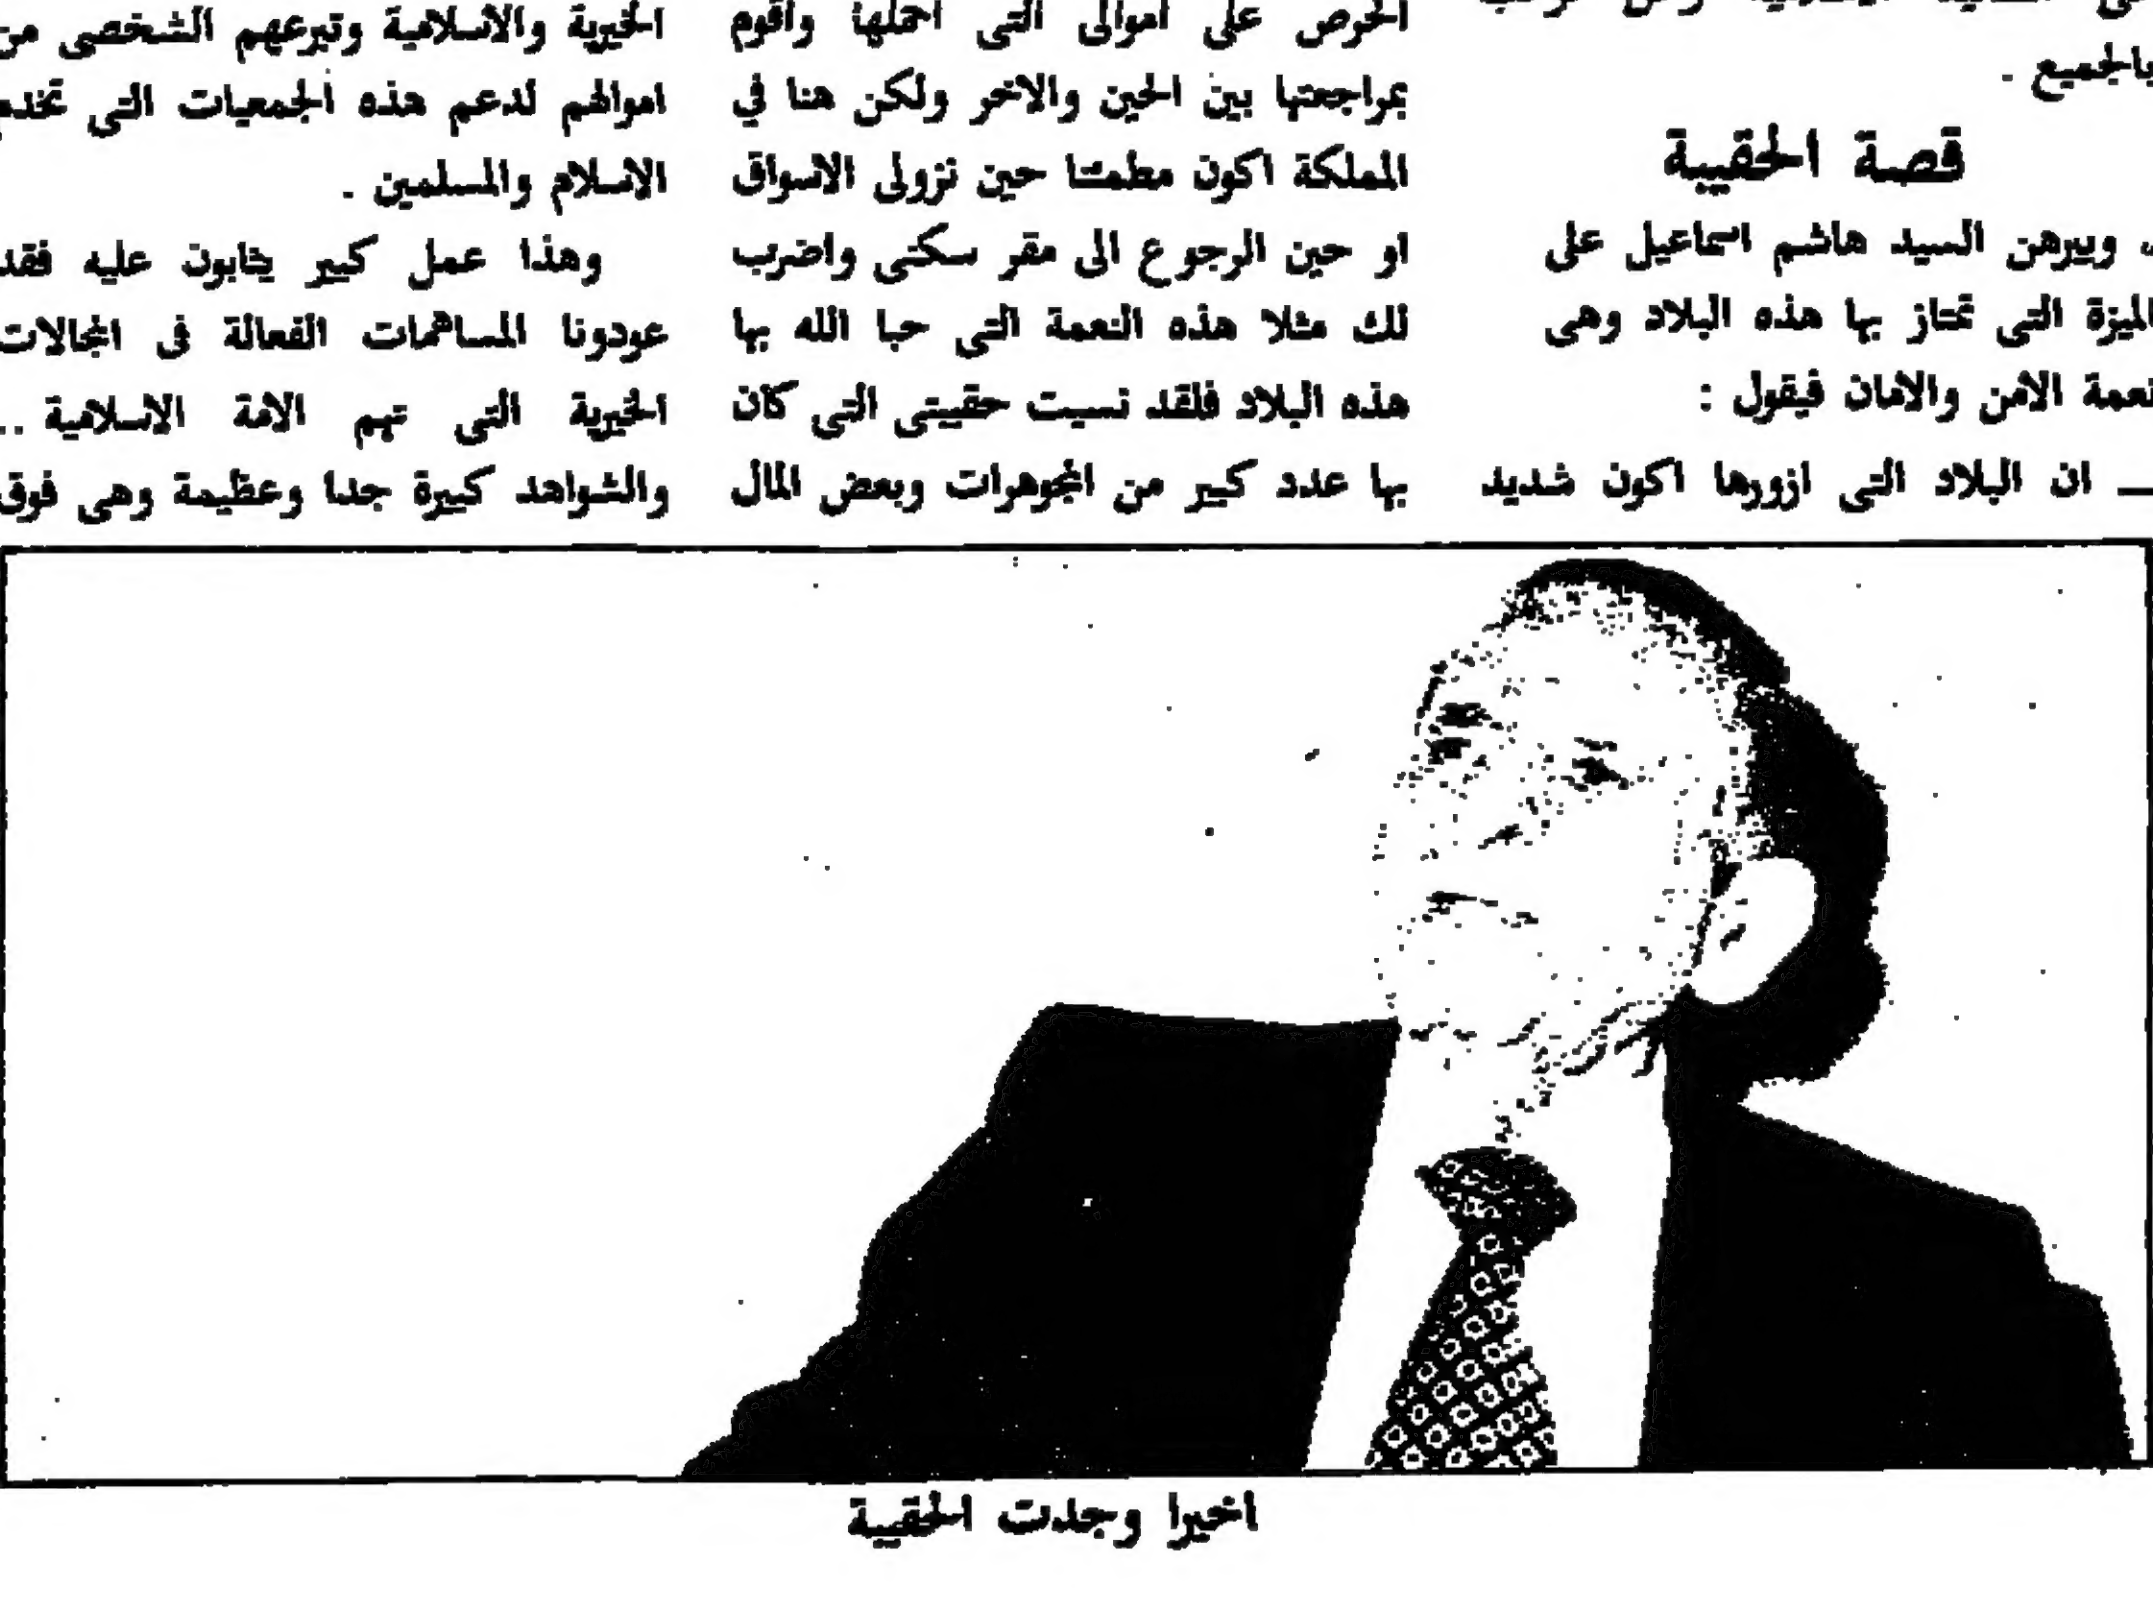 بالجميع .
قصة الحقيبة
ويبرهن السيد هاشم اسماعيل على
الميزة التى تمتاز بها هذه البلاد وهى
نعمة الامن والامان فيقول :
ـــ ان البلاد التى ازورها اكون شديد
الحرص على اموالى التى احملها واقوم
بمراجعتها بين الحين والاخر ولكن هنا في
المملكة اكون مطمئنا حين نزولى الاسواق
او حين الرجوع الى مقر سكنى واضرب
لك مثلا هذه النعمة التى حبا الله بها
هذه البلاد فلقد نسيت حقيبتى التى كان
بها عدد كبير من المجوهرات وبعض المال
الخيرية والاسلامية وتبرعهم الشخصى من
اموالهم لدعم هذه الجمعيات التى تخدم
الاسلام والمسلمين .
وهذا عمل كبير يثابون عليه فقد
عودونا المساهمات الفعالة فى المجالات
الخيرية التى تهم الامة الاسلامية ..
والشواهد كبيرة جدا وعظيمة وهى فوق
اخيرا وجدت الحقيبة